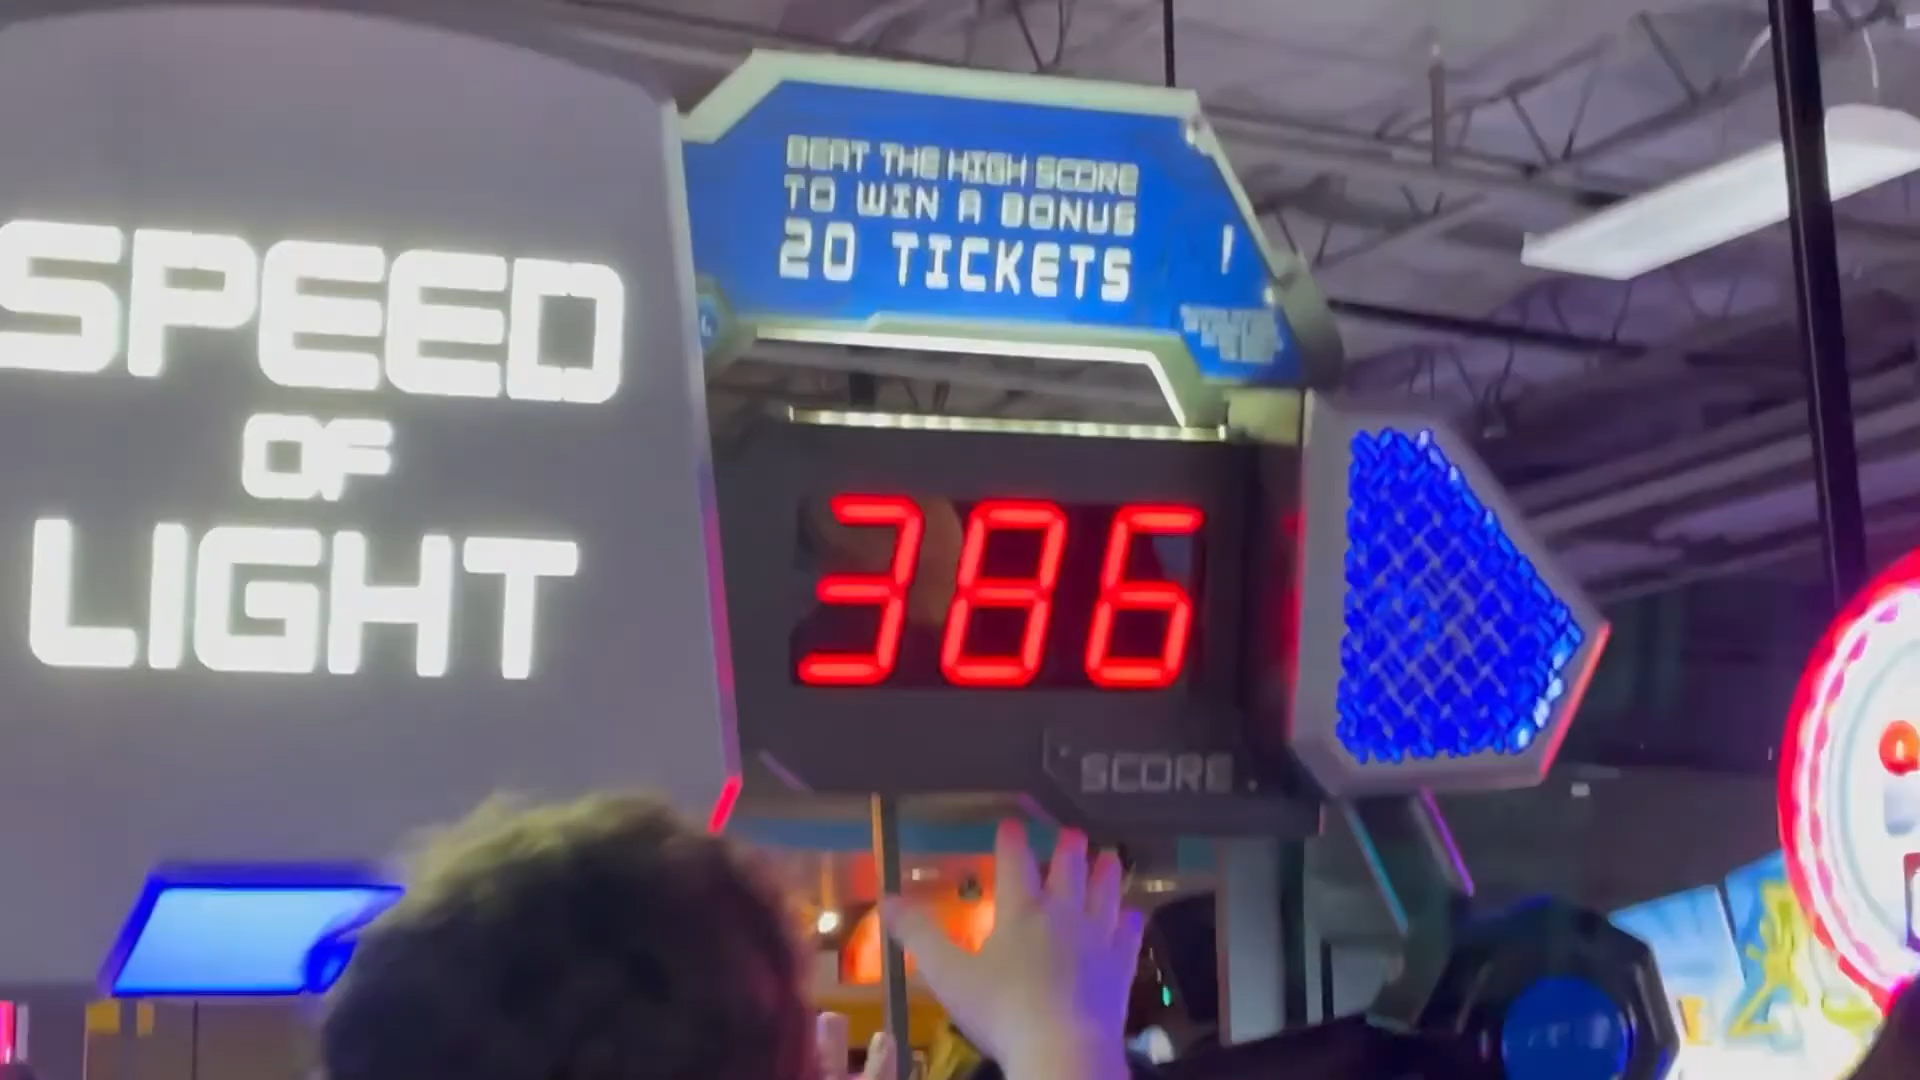 SPEED
OF
LIGHT
BEAT THE HIGH SCORE
TO WIN A BONUS
20 TICKETS
!
386
SCORE